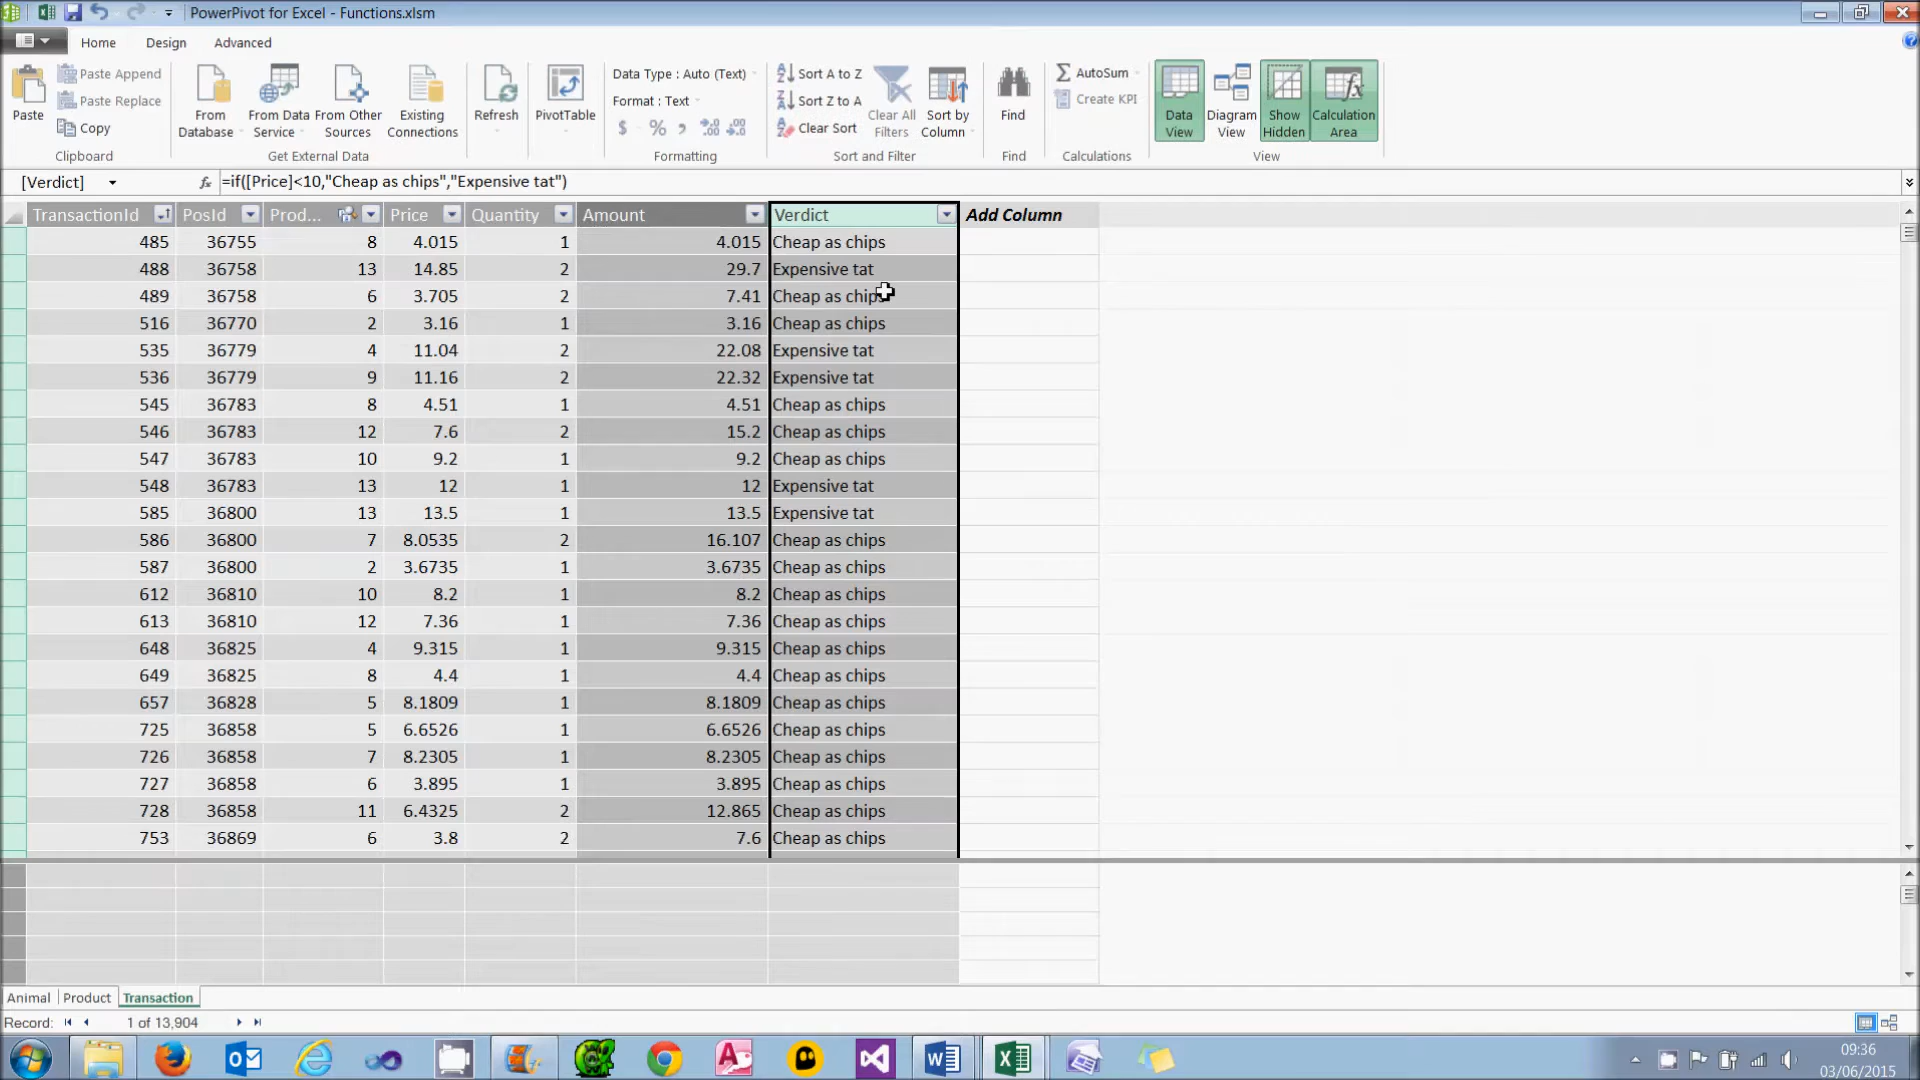 PowerPivot for Excel - Functions.xlsm
Home Design Advanced
Paste
Paste Append
Paste Replace
Copy
Clipboard
From Database
From Data Service
From Other Sources
Existing Connections
Get External Data
Refresh
PivotTable
Data Type : Auto (Text)
Format : Text
$ % ,
Formatting
Sort A to Z
Sort Z to A
Clear Sort
Clear All Filters
Sort by Column
Sort and Filter
Find
Find
AutoSum
Create KPI
Calculations
Data View
Diagram View
Show Hidden
Calculation Area
View
[Verdict] fx =if([Price]<10,"Cheap as chips","Expensive tat")
TransactionId PosId Prod... Price Quantity Amount Verdict Add Column
485 36755 8 4.015 1 4.015 Cheap as chips
488 36758 13 14.85 2 29.7 Expensive tat
489 36758 6 3.705 2 7.41 Cheap as chips
516 36770 2 3.16 1 3.16 Cheap as chips
535 36779 4 11.04 2 22.08 Expensive tat
536 36779 9 11.16 2 22.32 Expensive tat
545 36783 8 4.51 1 4.51 Cheap as chips
546 36783 12 7.6 2 15.2 Cheap as chips
547 36783 10 9.2 1 9.2 Cheap as chips
548 36783 13 12 1 12 Expensive tat
585 36800 13 13.5 1 13.5 Expensive tat
586 36800 7 8.0535 2 16.107 Cheap as chips
587 36800 2 3.6735 1 3.6735 Cheap as chips
612 36810 10 8.2 1 8.2 Cheap as chips
613 36810 12 7.36 1 7.36 Cheap as chips
648 36825 4 9.315 1 9.315 Cheap as chips
649 36825 8 4.4 1 4.4 Cheap as chips
657 36828 5 8.1809 1 8.1809 Cheap as chips
725 36858 5 6.6526 1 6.6526 Cheap as chips
726 36858 7 8.2305 1 8.2305 Cheap as chips
727 36858 6 3.895 1 3.895 Cheap as chips
728 36858 11 6.4325 2 12.865 Cheap as chips
753 36869 6 3.8 2 7.6 Cheap as chips
Animal Product Transaction
Record: 1 of 13,904
09:36
03/06/2015